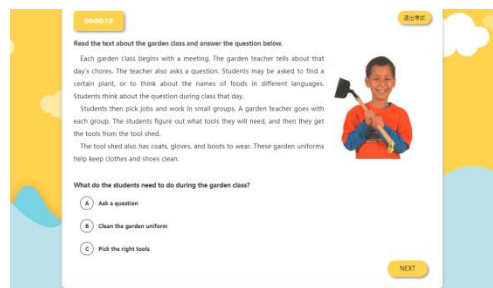 00:00:19
退出考试
Read the text about the garden class and answer the question below.
Each garden class begins with a meeting. The garden teacher tells about that
day's chores. The teacher also asks a question. Students may be asked to find a
certain plant, or to think about the names of foods in different languages.
Students think about the question during class that day.
Students then pick jobs and work in small groups. A garden teacher goes with
each group. The students figure out what tools they will need, and then they get
the tools from the tool shed.
The tool shed also has coats, gloves, and boots to wear. These garden uniforms
help keep clothes and shoes clean.
What do the students need to do during the garden class?
A Ask a question
B Clean the garden uniform
C Pick the right tools
NEXT